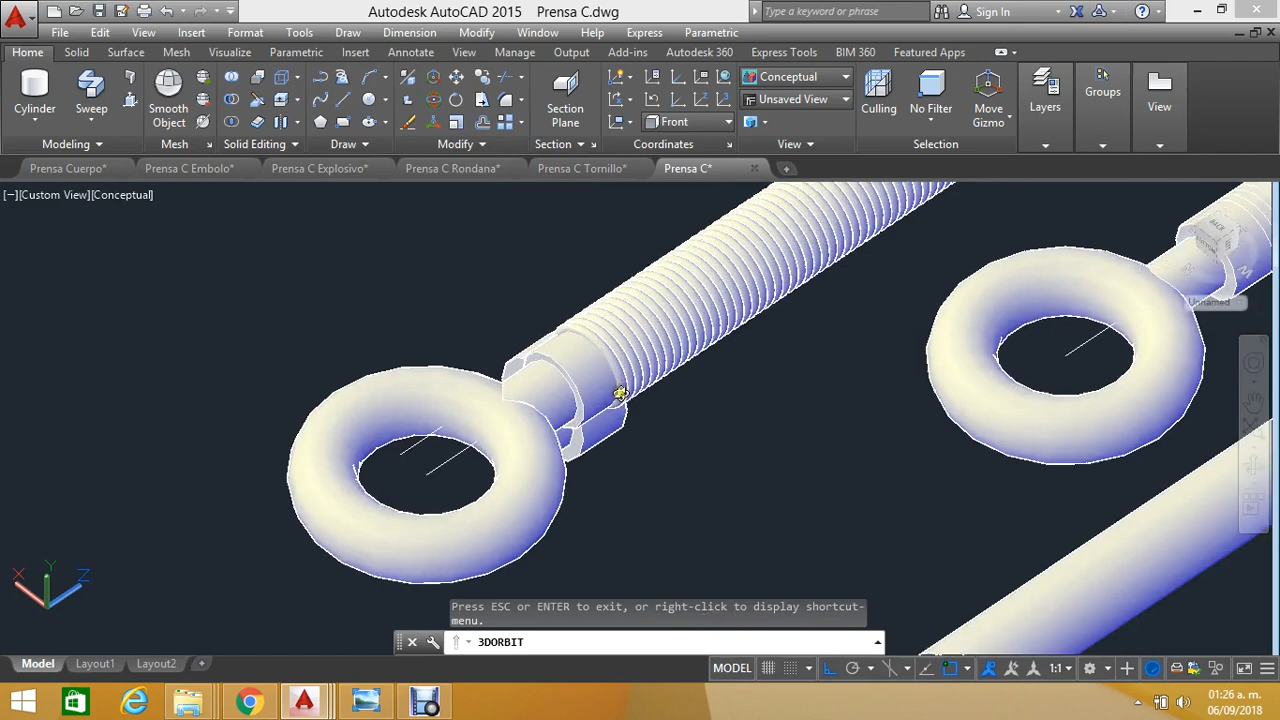 Autodesk AutoCAD 2015 Prensa C.dwg
Type a keyword or phrase
Sign In
File Edit View Insert Format Tools Draw Dimension Modify Window Help Express Parametric
Home Solid Surface Mesh Visualize Parametric Insert Annotate View Manage Output Add-ins Autodesk 360 Express Tools BIM 360 Featured Apps
Conceptual
Unsaved View
Cylinder Sweep Smooth Object Section Plane Front Culling No Filter Move Gizmo Layers Groups View
Modeling Mesh Solid Editing Draw Modify Section Coordinates View Selection
Prensa Cuerpo* Prensa C Embolo* Prensa C Explosivo* Prensa C Rondana* Prensa C Tornillo* Prensa C*
[−][Custom View][Conceptual]
BACK
Unnamed
X Y Z
Press ESC or ENTER to exit, or right-click to display shortcut-
menu.
3DORBIT
Model Layout1 Layout2
MODEL 1:1
01:26 a. m.
06/09/2018